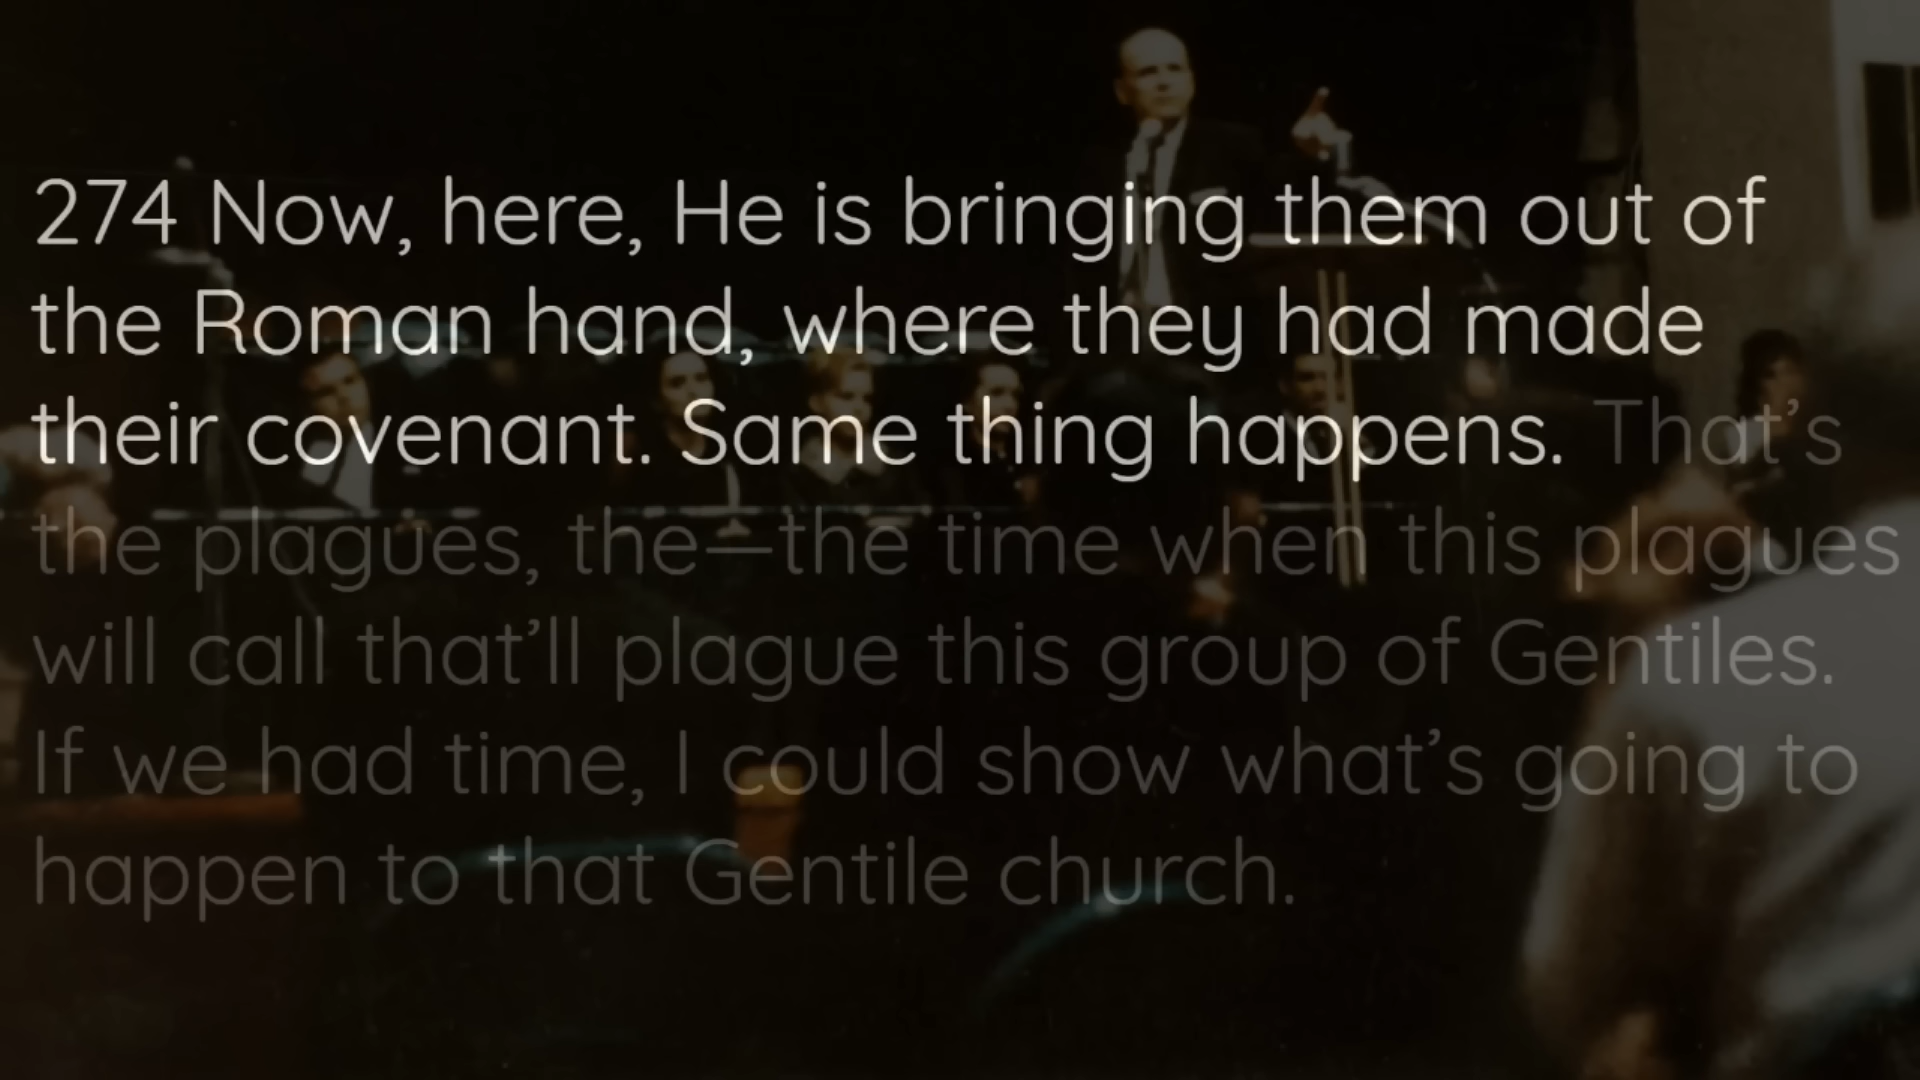 274 Now, here, He is bringing them out of
the Roman hand, where they had made
their covenant. Same thing happens. That’s
the plagues, the—the time when this plagues
will call that’ll plague this group of Gentiles.
If we had time, I could show what’s going to
happen to that Gentile church.